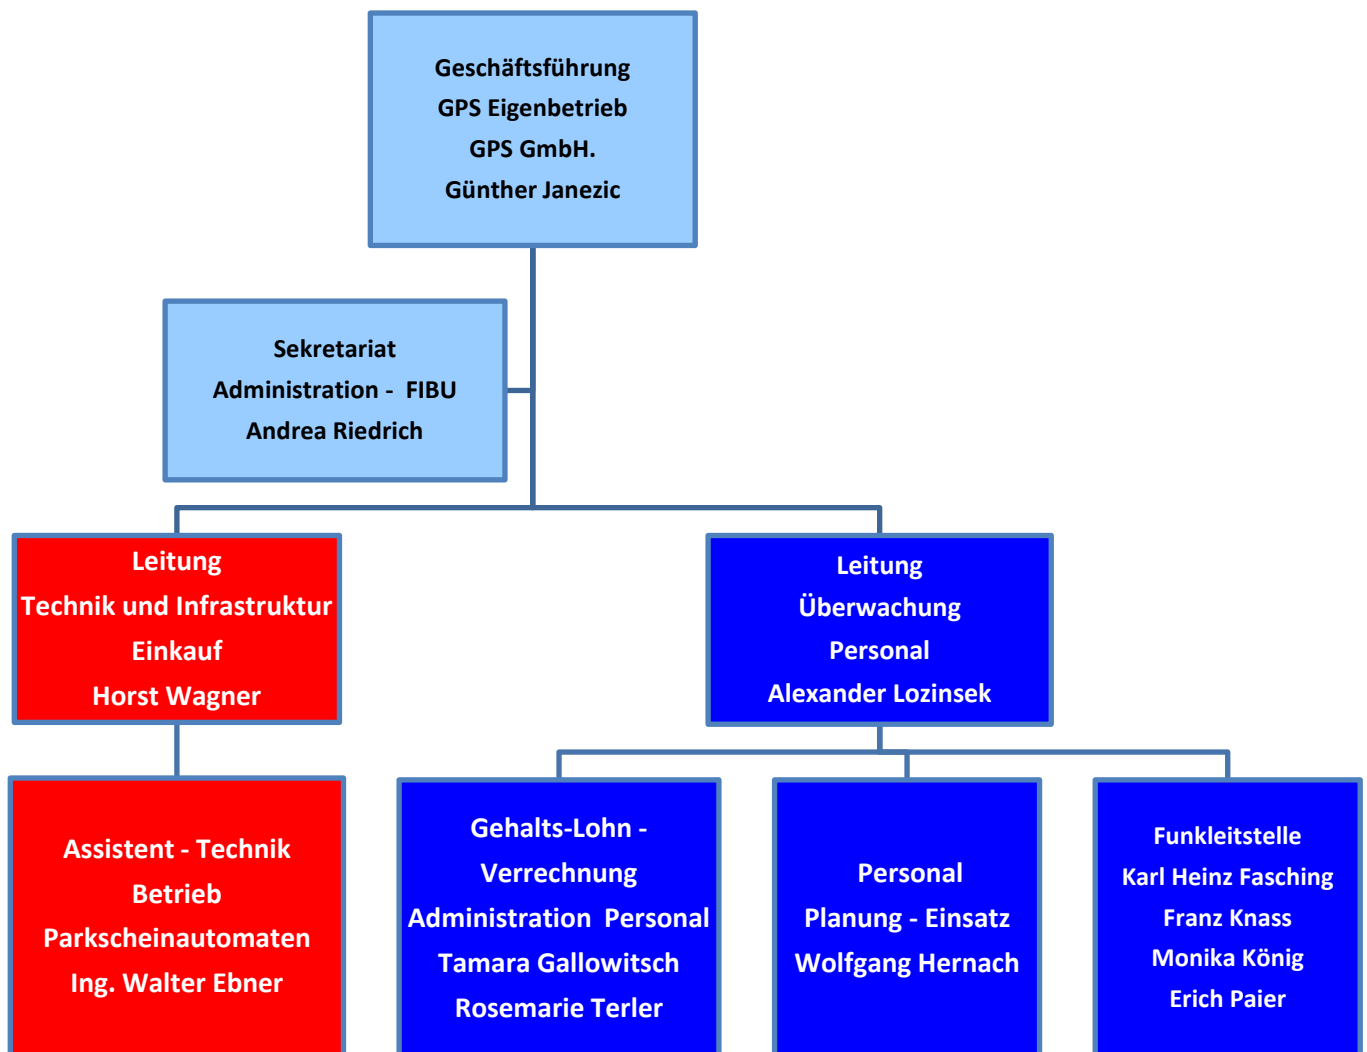 Geschäftsführung
GPS Eigenbetrieb
GPS GmbH.
Günther Janezic
Sekretariat
Administration - FIBU
Andrea Riedrich
Leitung
Technik und Infrastruktur
Einkauf
Horst Wagner
Leitung
Überwachung
Personal
Alexander Lozinsek
Assistent - Technik
Betrieb
Parkscheinautomaten
Ing. Walter Ebner
Gehalts-Lohn -
Verrechnung
Administration Personal
Tamara Gallowitsch
Rosemarie Terler
Personal
Planung - Einsatz
Wolfgang Hernach
Funkleitstelle
Karl Heinz Fasching
Franz Knass
Monika König
Erich Paier